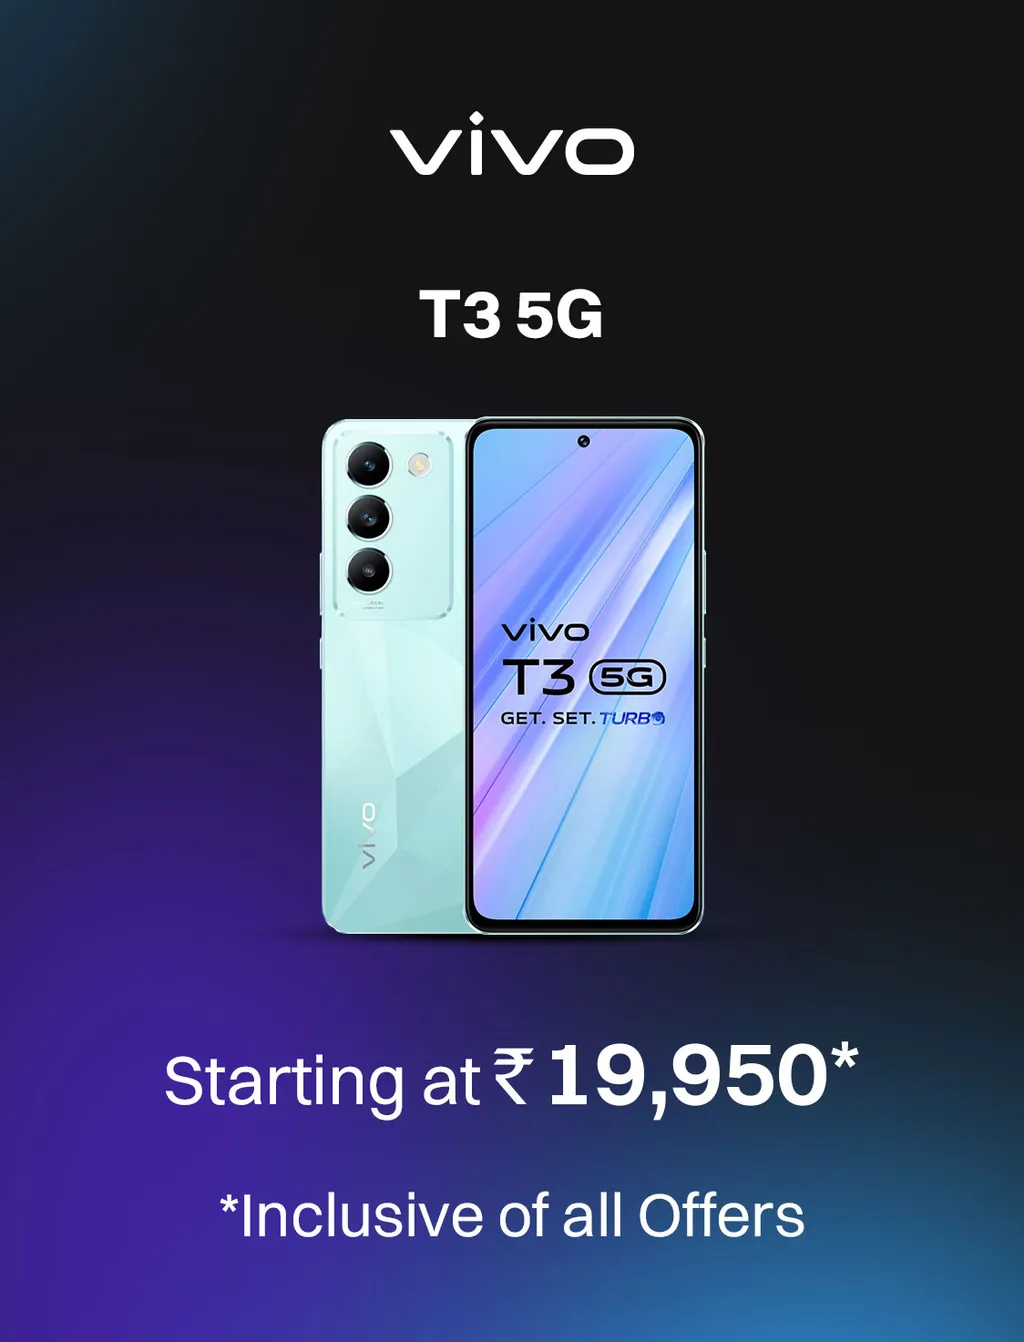 vivo
T3 5G
vivo
T3 5G
GET. SET. TURBO
vivo
Starting at ₹19,950*
*Inclusive of all Offers